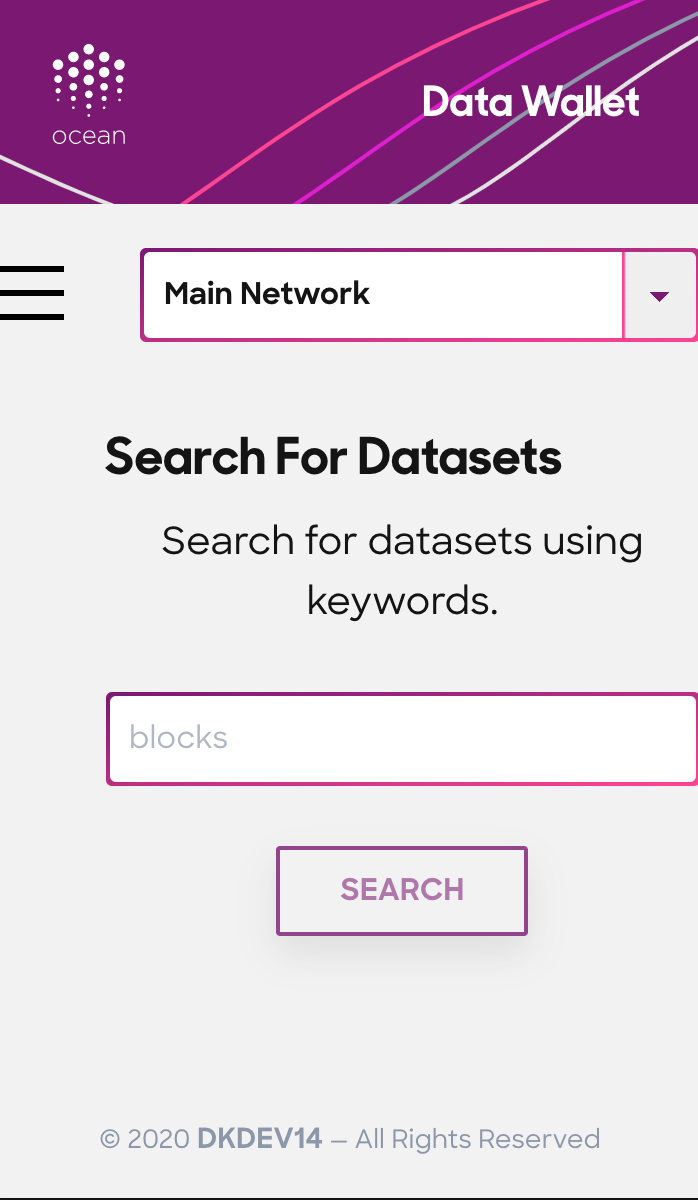 ocean
Data Wallet
Main Network
Search For Datasets
Search for datasets using
keywords.
blocks
SEARCH
© 2020 DKDEV14 — All Rights Reserved